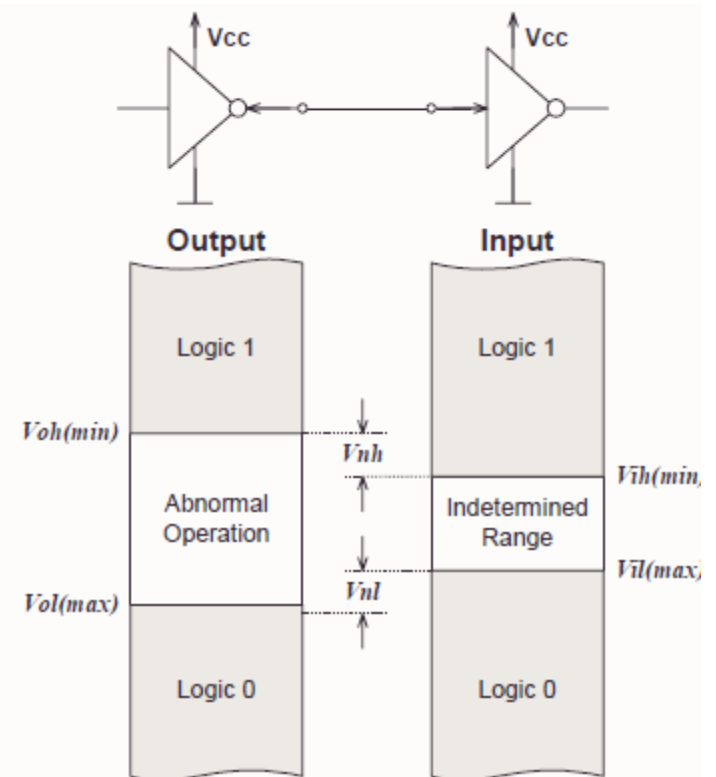 Vcc
Vcc
Output
Input
Logic 1
Logic 1
Voh(min)
Vnh
Vih(min)
Abnormal
Operation
Indetermined
Range
Vil(max)
Vnl
Vol(max)
Logic 0
Logic 0